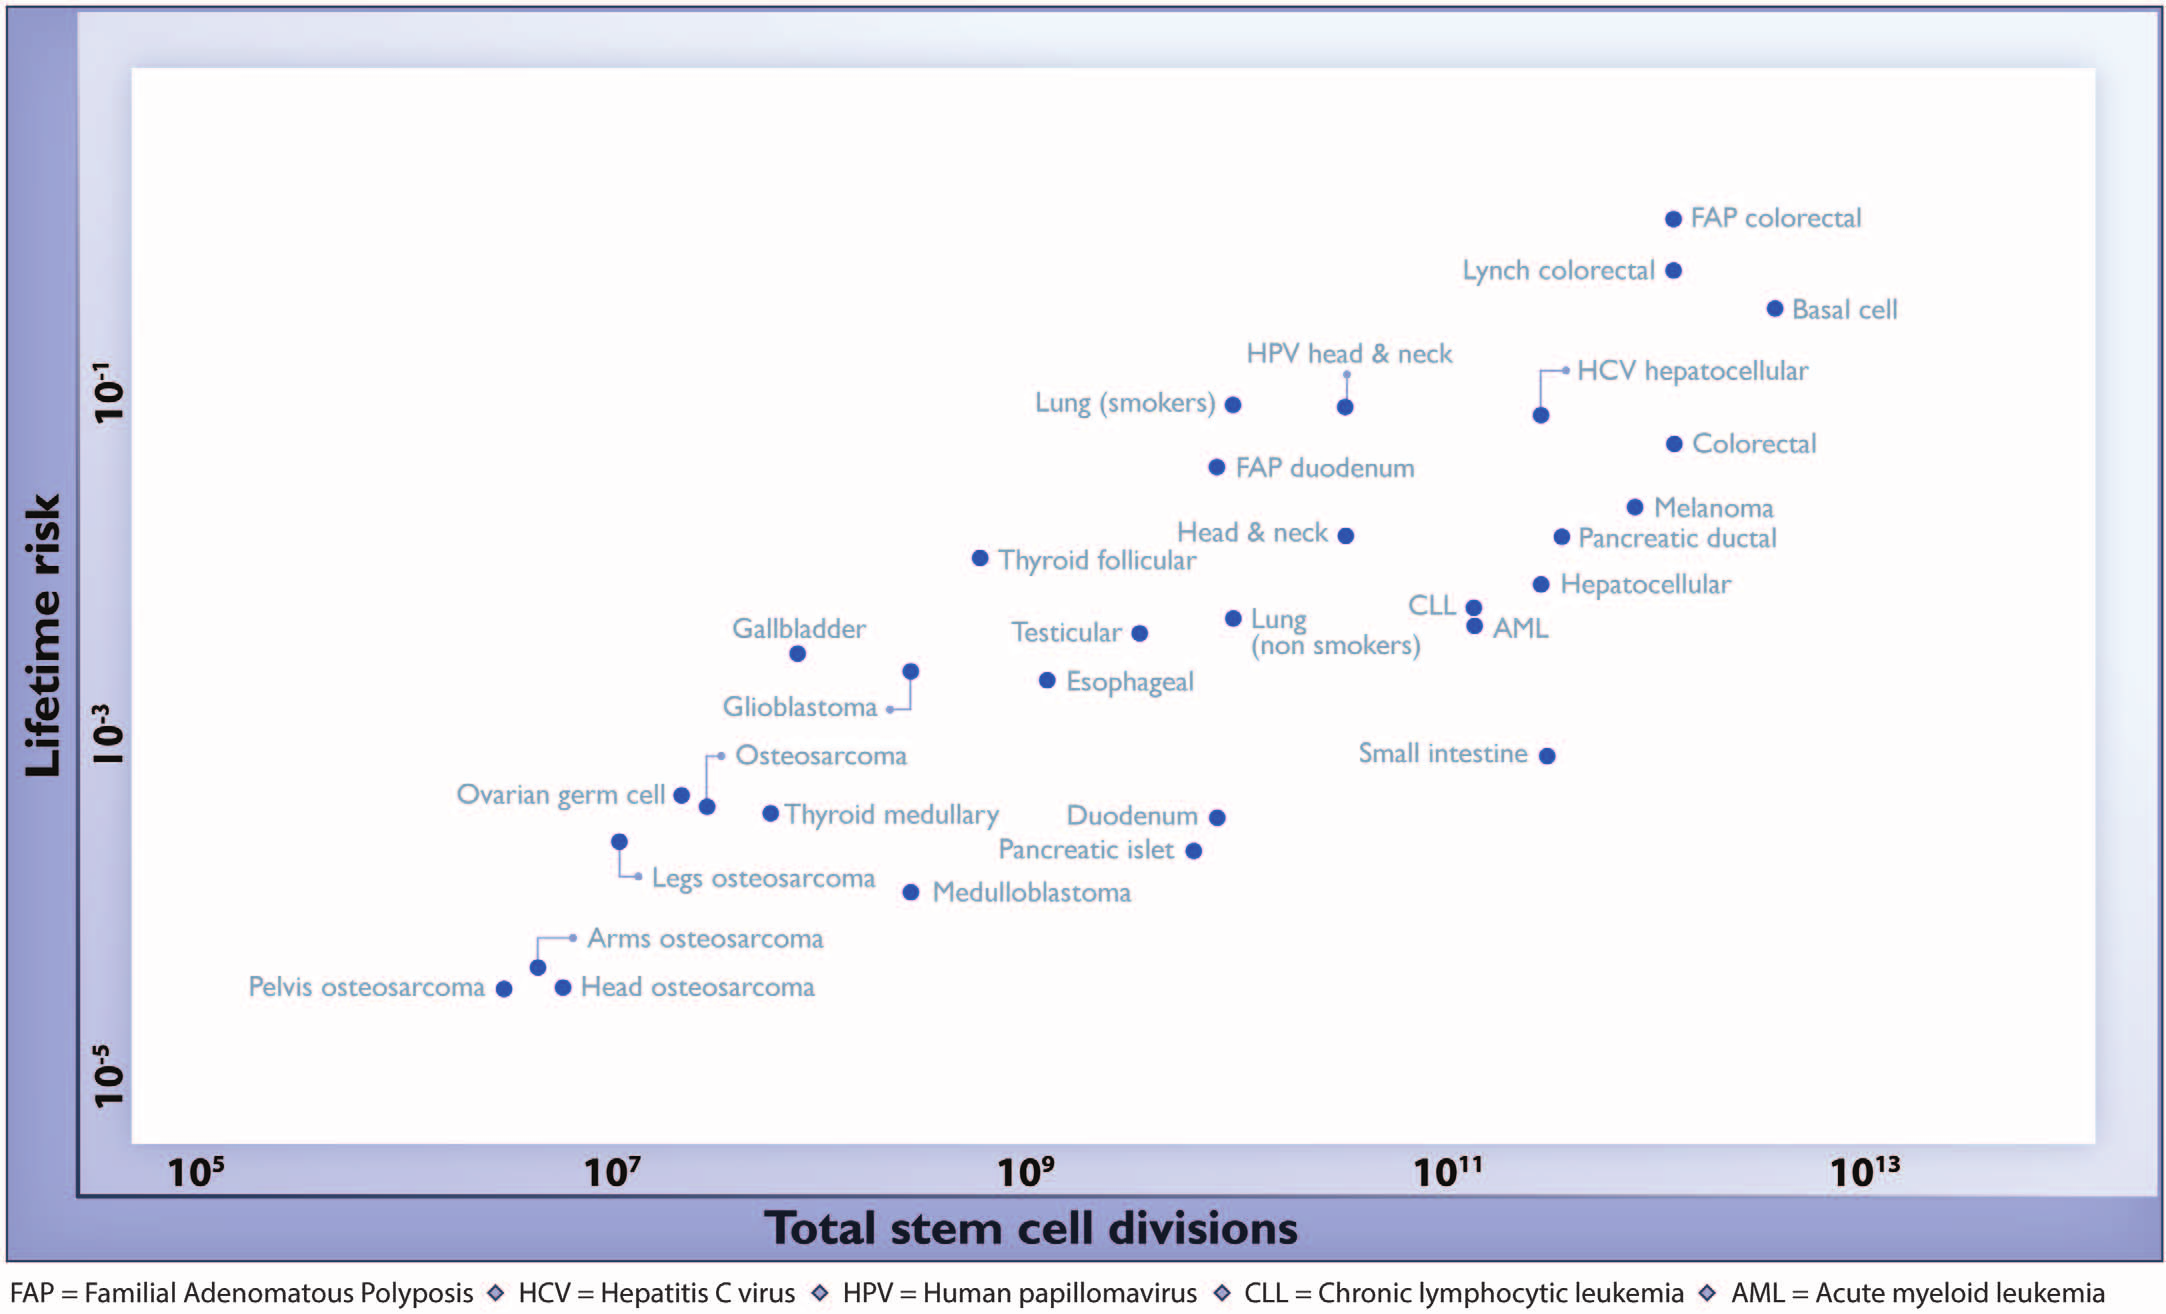 FAP colorectal
Lynch colorectal
Basal cell
HPV head & neck
HCV hepatocellular
Lung (smokers)
Colorectal
FAP duodenum
Melanoma
Head & neck
Pancreatic ductal
Thyroid follicular
Hepatocellular
CLL
Lung
(non smokers)
AML
Gallbladder
Testicular
Esophageal
Glioblastoma
Osteosarcoma
Small intestine
Ovarian germ cell
Thyroid medullary
Duodenum
Pancreatic islet
Legs osteosarcoma
Medulloblastoma
Arms osteosarcoma
Pelvis osteosarcoma
Head osteosarcoma
Lifetime risk
10⁻¹
10⁻³
10⁻⁵
10⁵ 10⁷ 10⁹ 10¹¹ 10¹³
Total stem cell divisions
FAP = Familial Adenomatous Polyposis ◆ HCV = Hepatitis C virus ◆ HPV = Human papillomavirus ◆ CLL = Chronic lymphocytic leukemia ◆ AML = Acute myeloid leukemia